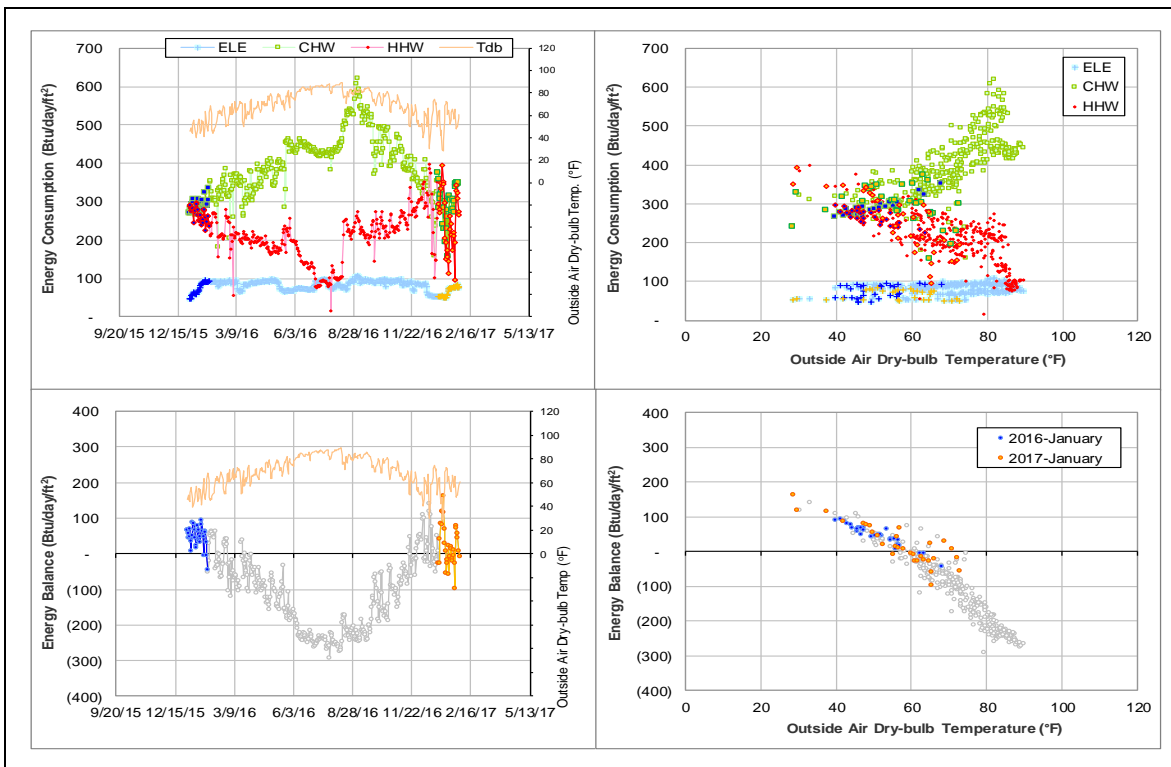 ELE CHW HHW Tdb
700
600
500
400
300
200
100
-
120
100
80
60
40
20
0
Energy Consumption (Btu/day/ft²)
Outside Air Dry-bulb Temp. (°F)
9/20/15 12/15/15 3/9/16 6/3/16 8/28/16 11/22/16 2/16/17 5/13/17
ELE
CHW
HHW
700
600
500
400
300
200
100
-
Energy Consumption (Btu/day/ft²)
0 20 40 60 80 100 120
Outside Air Dry-bulb Temperature (°F)
400
300
200
100
-
(100)
(200)
(300)
(400)
120
100
80
60
40
20
0
Energy Balance (Btu/day/ft²)
Outside Air Dry-bulb Temp (°F)
9/20/15 12/15/15 3/9/16 6/3/16 8/28/16 11/22/16 2/16/17 5/13/17
2016-January
2017-January
400
300
200
100
-
(100)
(200)
(300)
(400)
Energy Balance (Btu/day/ft²)
0 20 40 60 80 100 120
Outside Air Dry-bulb Temperature (°F)